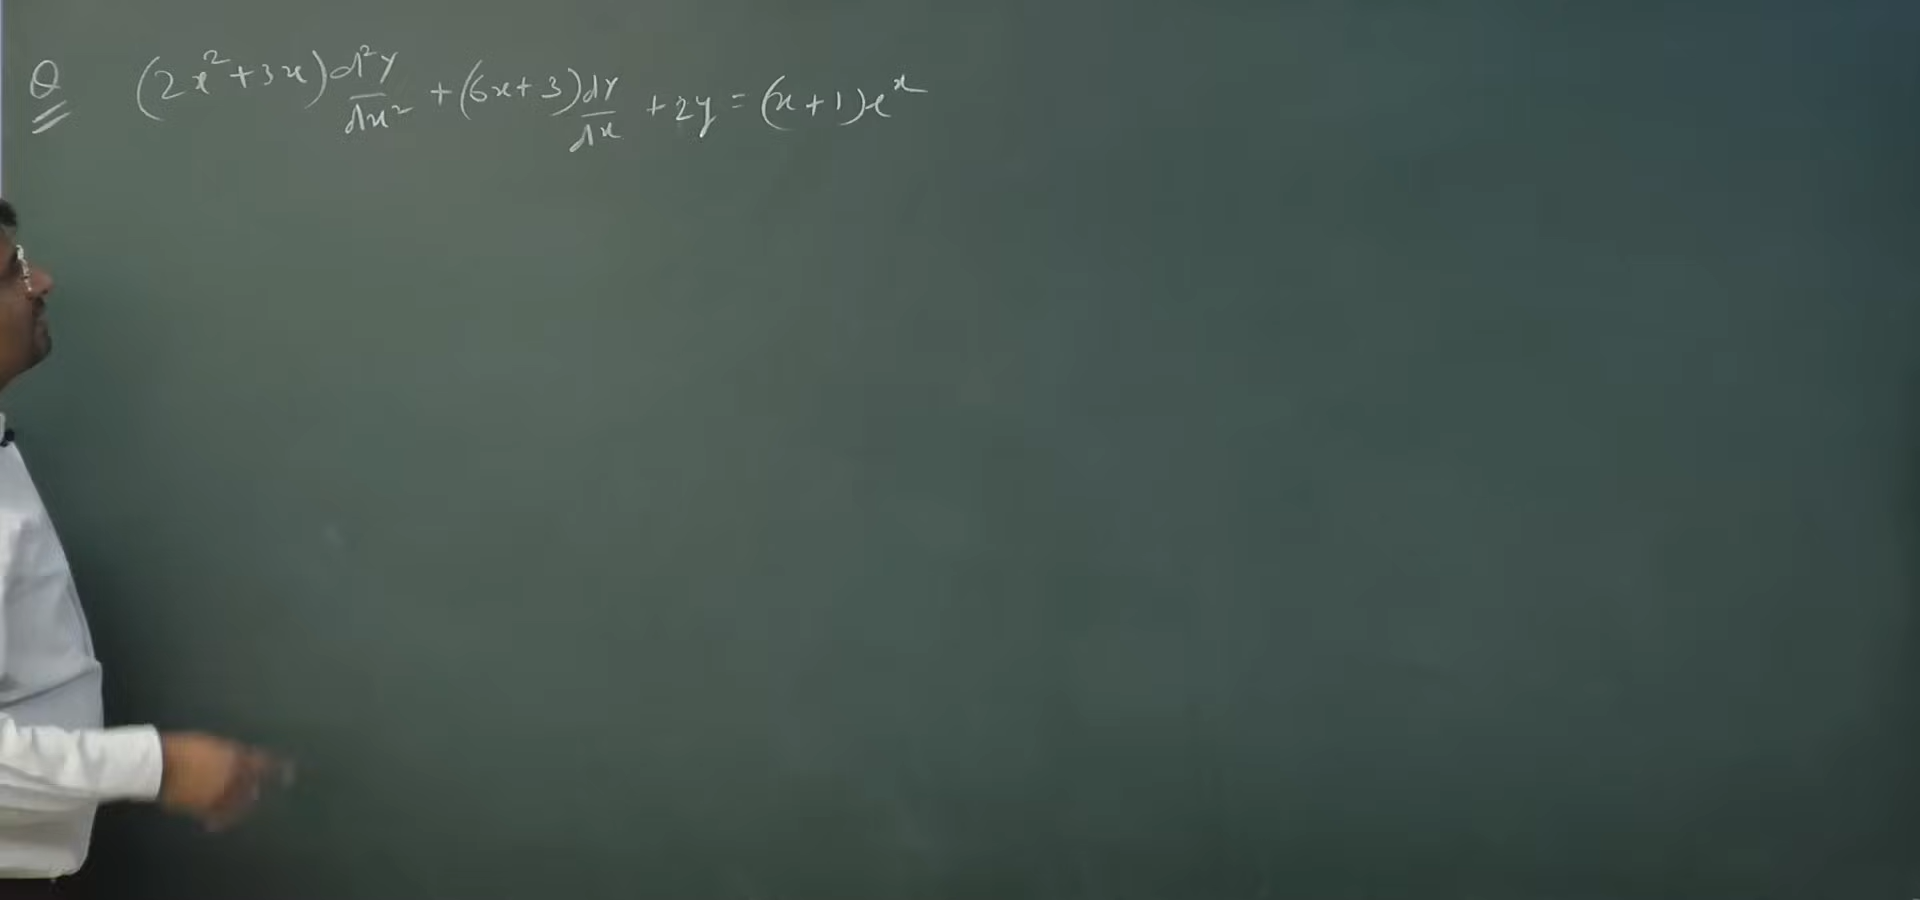 Q (2x²+3x) d²y/dx² + (6x+3) dy/dx + 2y = (x+1)eˣ